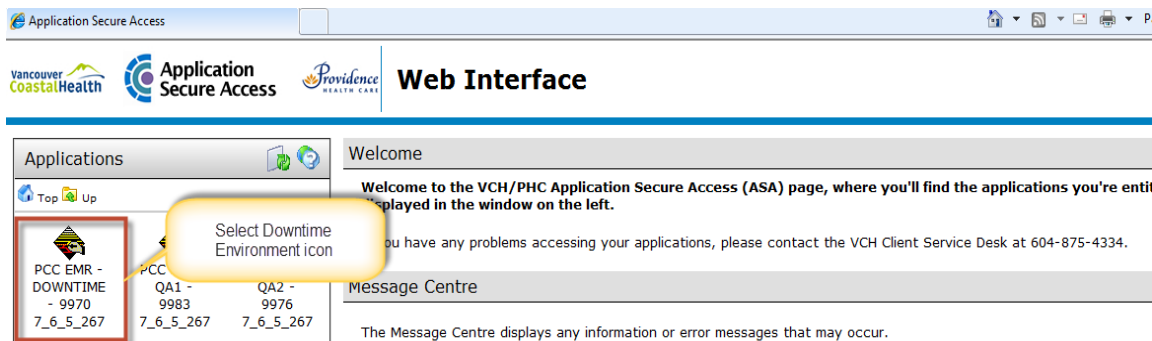 Application Secure Access
P
Vancouver
CoastalHealth
Application
Secure Access
Providence
HEALTH CARE
Web Interface
Applications
Top Up
Select Downtime
Environment icon
PCC EMR -
DOWNTIME
- 9970
7_6_5_267
PCC
QA1 -
9983
7_6_5_267
QA2 -
9976
7_6_5_267
Welcome
Welcome to the VCH/PHC Application Secure Access (ASA) page, where you'll find the applications you're enti
displayed in the window on the left.
ou have any problems accessing your applications, please contact the VCH Client Service Desk at 604-875-4334.
Message Centre
The Message Centre displays any information or error messages that may occur.